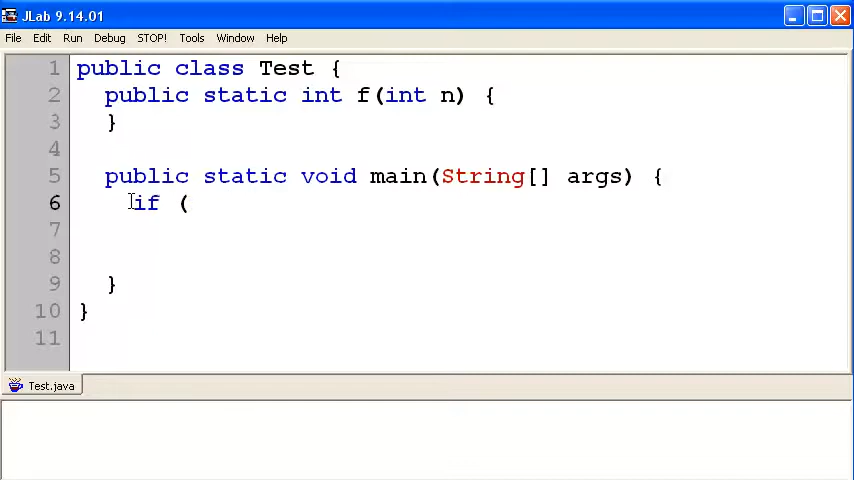 JLab 9.14.01
File Edit Run Debug STOP! Tools Window Help
1 public class Test {
2 public static int f(int n) {
3 }
4
5 public static void main(String[] args) {
6 if (
7
8
9 }
10 }
11
Test.java